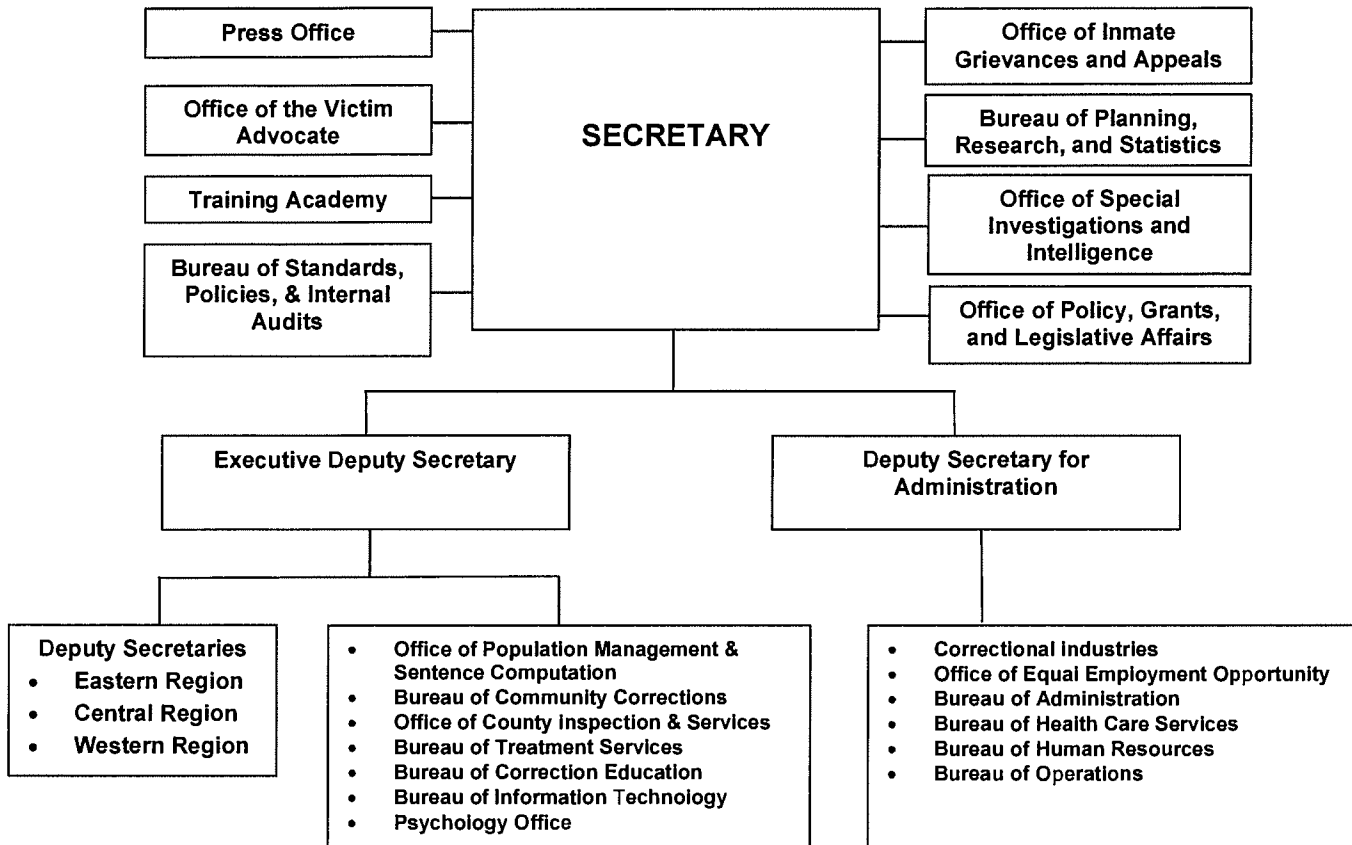 Press Office
Office of the Victim
Advocate
Training Academy
Bureau of Standards,
Policies, & Internal
Audits
SECRETARY
Office of Inmate
Grievances and Appeals
Bureau of Planning,
Research, and Statistics
Office of Special
Investigations and
Intelligence
Office of Policy, Grants,
and Legislative Affairs
Executive Deputy Secretary
Deputy Secretary for
Administration
Deputy Secretaries
• Eastern Region
• Central Region
• Western Region
• Office of Population Management &
Sentence Computation
• Bureau of Community Corrections
• Office of County inspection & Services
• Bureau of Treatment Services
• Bureau of Correction Education
• Bureau of Information Technology
• Psychology Office
• Correctional industries
• Office of Equal Employment Opportunity
• Bureau of Administration
• Bureau of Health Care Services
• Bureau of Human Resources
• Bureau of Operations